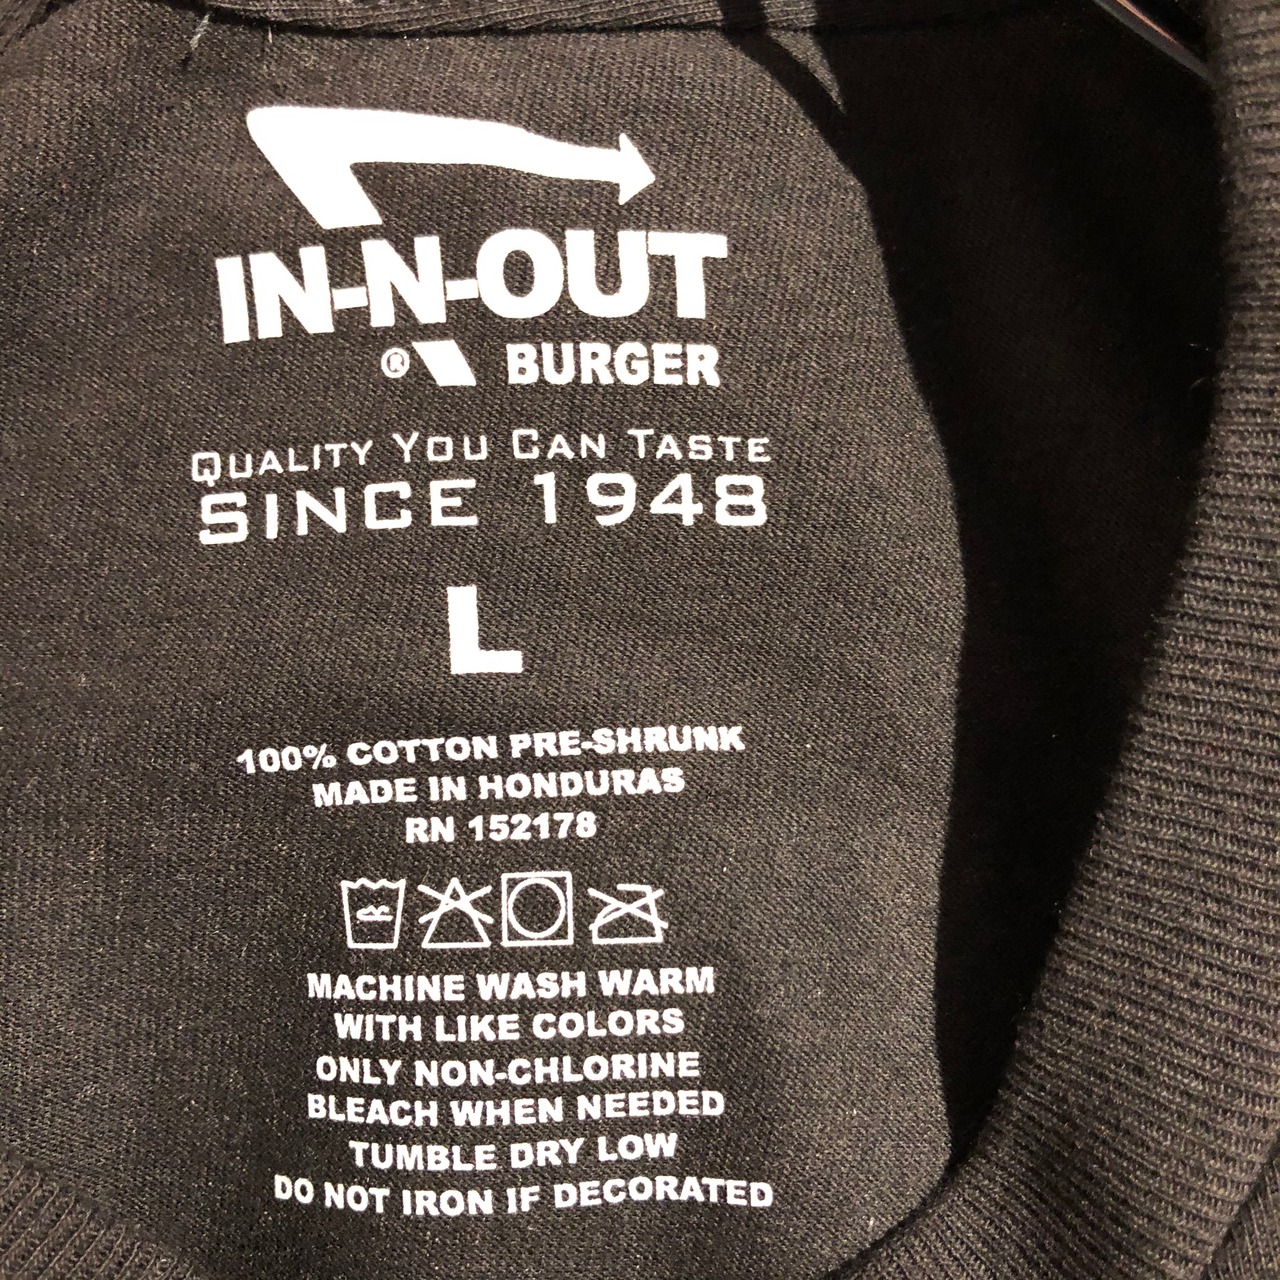 IN-N-OUT
® BURGER
QUALITY YOU CAN TASTE
SINCE 1948
L
100% COTTON PRE-SHRUNK
MADE IN HONDURAS
RN 152178
MACHINE WASH WARM
WITH LIKE COLORS
ONLY NON-CHLORINE
BLEACH WHEN NEEDED
TUMBLE DRY LOW
DO NOT IRON IF DECORATED